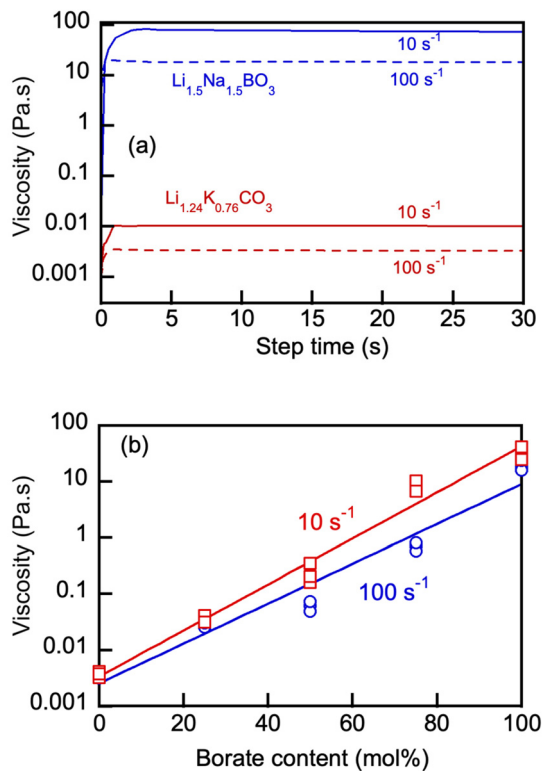 100
10
1
0.1
0.01
0.001
Viscosity (Pa.s)
10 s⁻¹
Li₁.₅Na₁.₅BO₃
100 s⁻¹
(a)
Li₁.₂₄K₀.₇₆CO₃
10 s⁻¹
100 s⁻¹
0 5 10 15 20 25 30
Step time (s)
100
10
1
0.1
0.01
0.001
Viscosity (Pa.s)
(b)
10 s⁻¹
100 s⁻¹
0 20 40 60 80 100
Borate content (mol%)